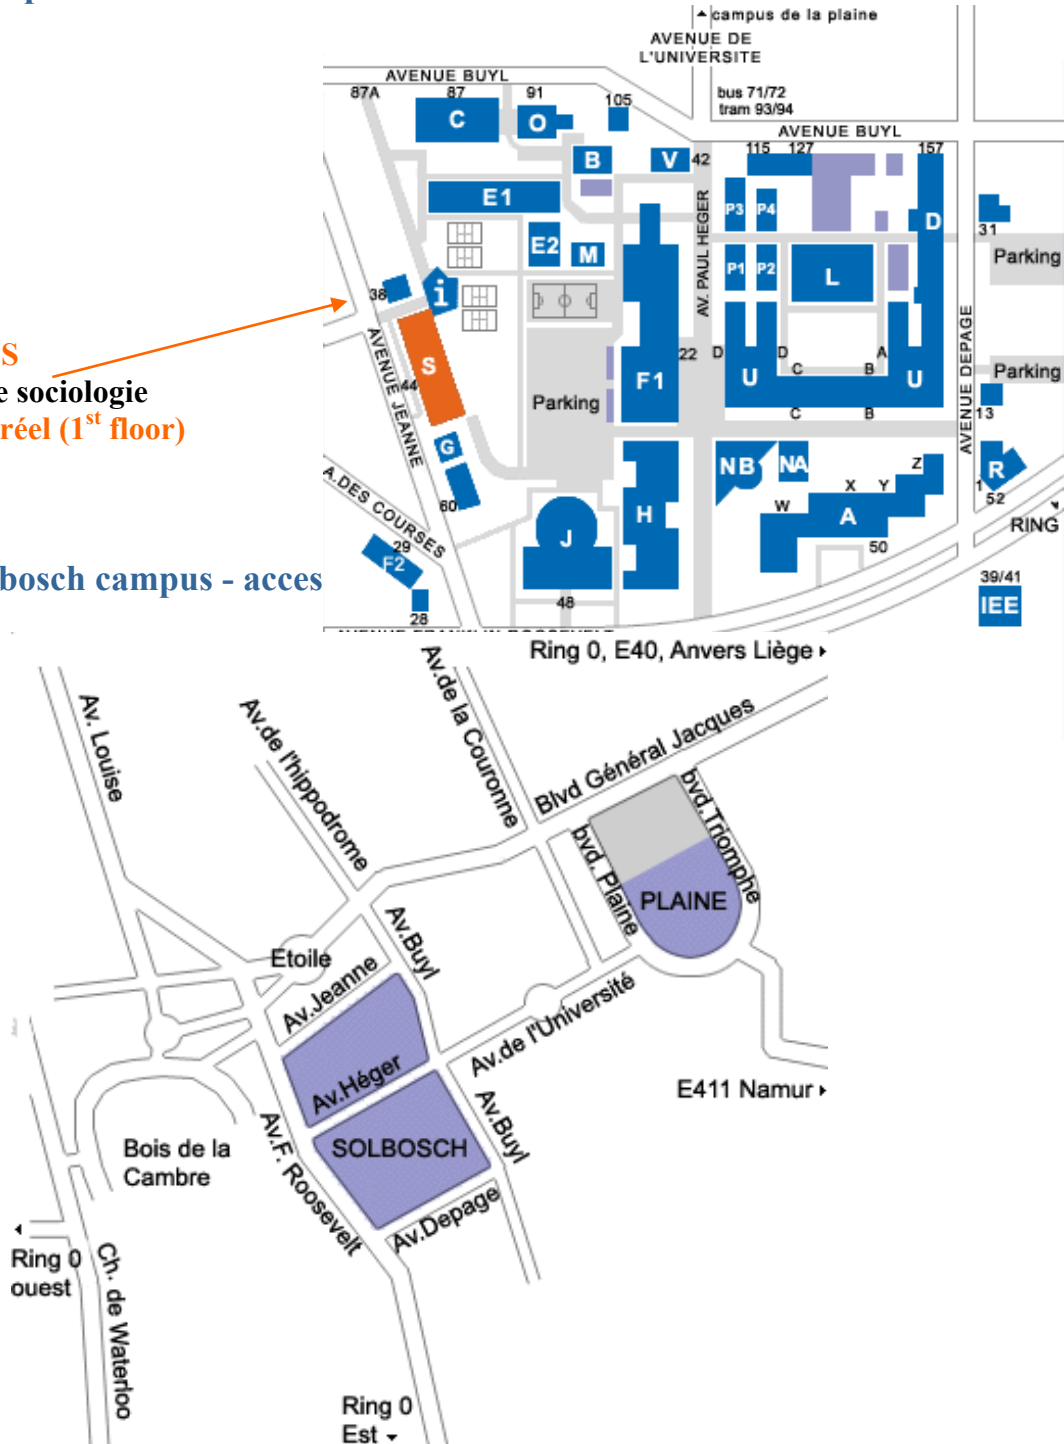 campus de la plaine
AVENUE DE
L'UNIVERSITE
AVENUE BUYL
bus 71/72
tram 93/94
AVENUE BUYL
87A
87
91
105
115
127
157
C
O
B
V
42
E1
E2
M
P3
P4
P1
P2
L
D
31
Parking
AV. PAUL HEGER
38
i
S
44
AVENUE JEANNE
Parking
F1
22
D
D
A
C
B
U
U
C
B
AVENUE DEPAGE
Parking
13
S
e sociologie
réel (1st floor)
G
60
A.DES COURSES
29
F2
28
J
48
H
NB
NA
W
X
Y
Z
A
50
R
1
52
RING
39/41
IEE
bosch campus - acces
AVENUE FRANKLIN ROOSEVELT
Ring 0, E40, Anvers Liège
Av. Louise
Av.de l'hippodrome
Av.de la Couronne
Blvd Général Jacques
bvd.Triomphe
bvd. Plaine
PLAINE
Av.Buyl
Etoile
Av.Jeanne
Av.Héger
Av.de l'Université
E411 Namur
Av.Buyl
SOLBOSCH
Av.F. Roosevelt
Av.Depage
Bois de la
Cambre
Ring 0
ouest
Ch. de Waterloo
Ring 0
Est